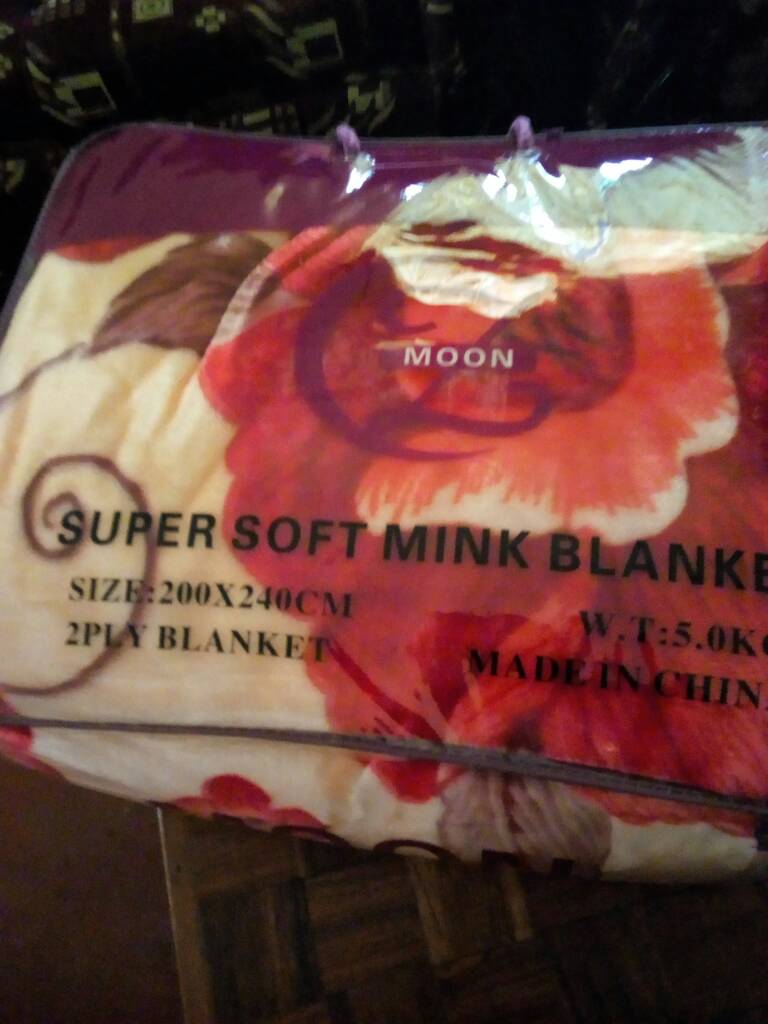 MOON
SUPER SOFT MINK BLANKE
SIZE:200X240CM
W.T:5.0K
2PLY BLANKET
MADE IN CHIN